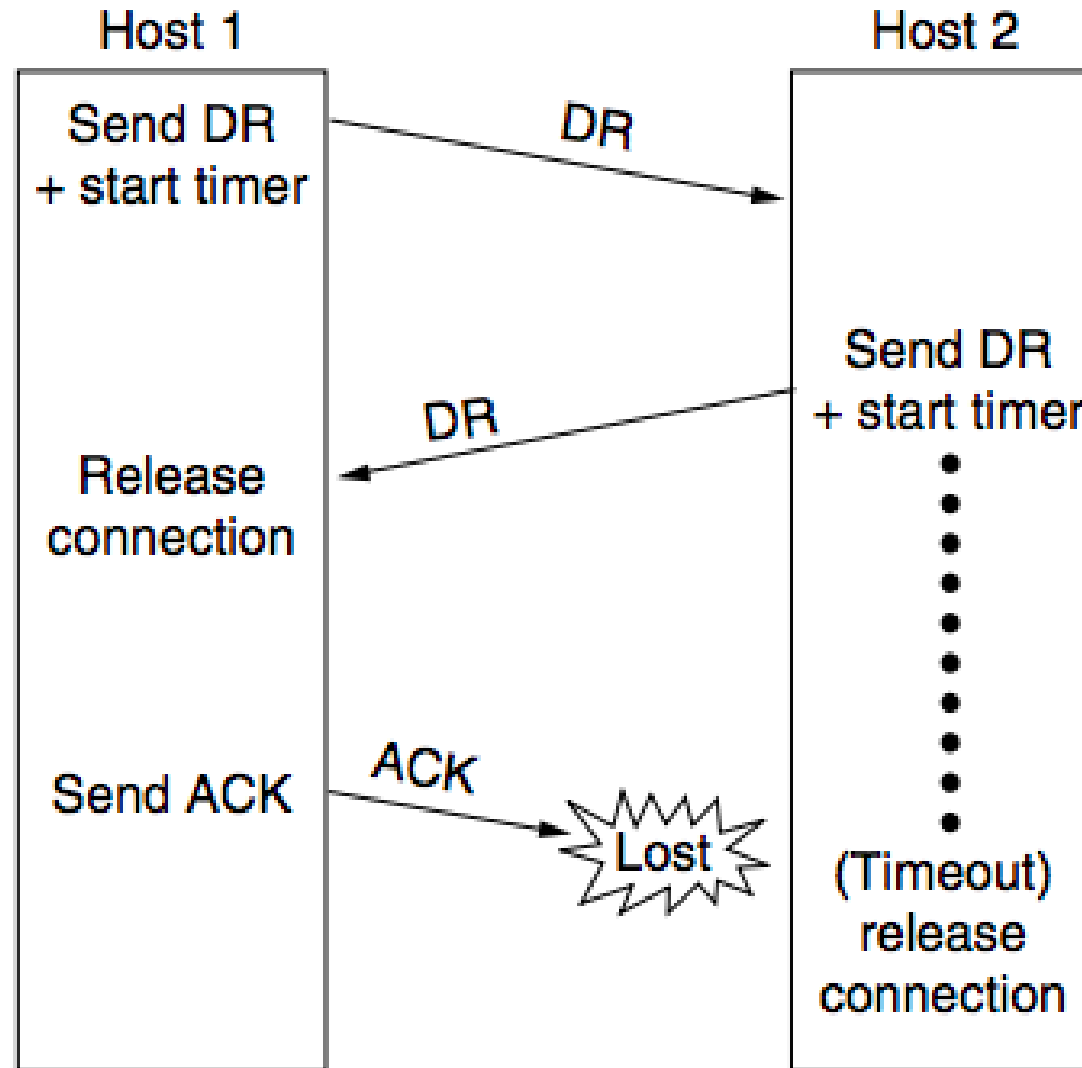 Host 1
Host 2
Send DR
+ start timer
DR
Send DR
+ start timer
DR
Release
connection
Send ACK
ACK
Lost
(Timeout)
release
connection